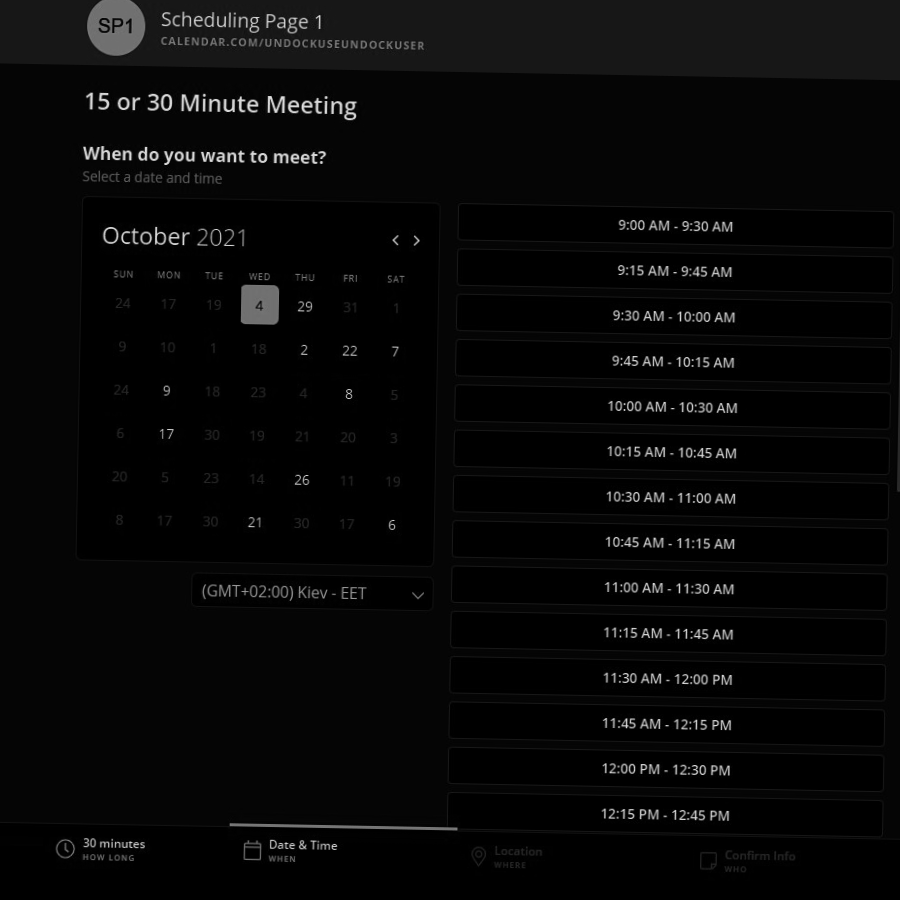 SP1
Scheduling Page 1
CALENDAR.COM/UNDOCKUSEUNDOCKUSER
15 or 30 Minute Meeting
When do you want to meet?
Select a date and time
October 2021
SUN MON TUE WED THU FRI SAT
24 17 19 4 29 31 1
9 10 1 18 2 22 7
24 9 18 23 4 8 5
6 17 30 19 21 20 3
20 5 23 14 26 11 19
8 17 30 21 30 17 6
(GMT+02:00) Kiev - EET
9:00 AM - 9:30 AM
9:15 AM - 9:45 AM
9:30 AM - 10:00 AM
9:45 AM - 10:15 AM
10:00 AM - 10:30 AM
10:15 AM - 10:45 AM
10:30 AM - 11:00 AM
10:45 AM - 11:15 AM
11:00 AM - 11:30 AM
11:15 AM - 11:45 AM
11:30 AM - 12:00 PM
11:45 AM - 12:15 PM
12:00 PM - 12:30 PM
12:15 PM - 12:45 PM
30 minutes
HOW LONG
Date & Time
WHEN
Location
WHERE
Confirm Info
WHO